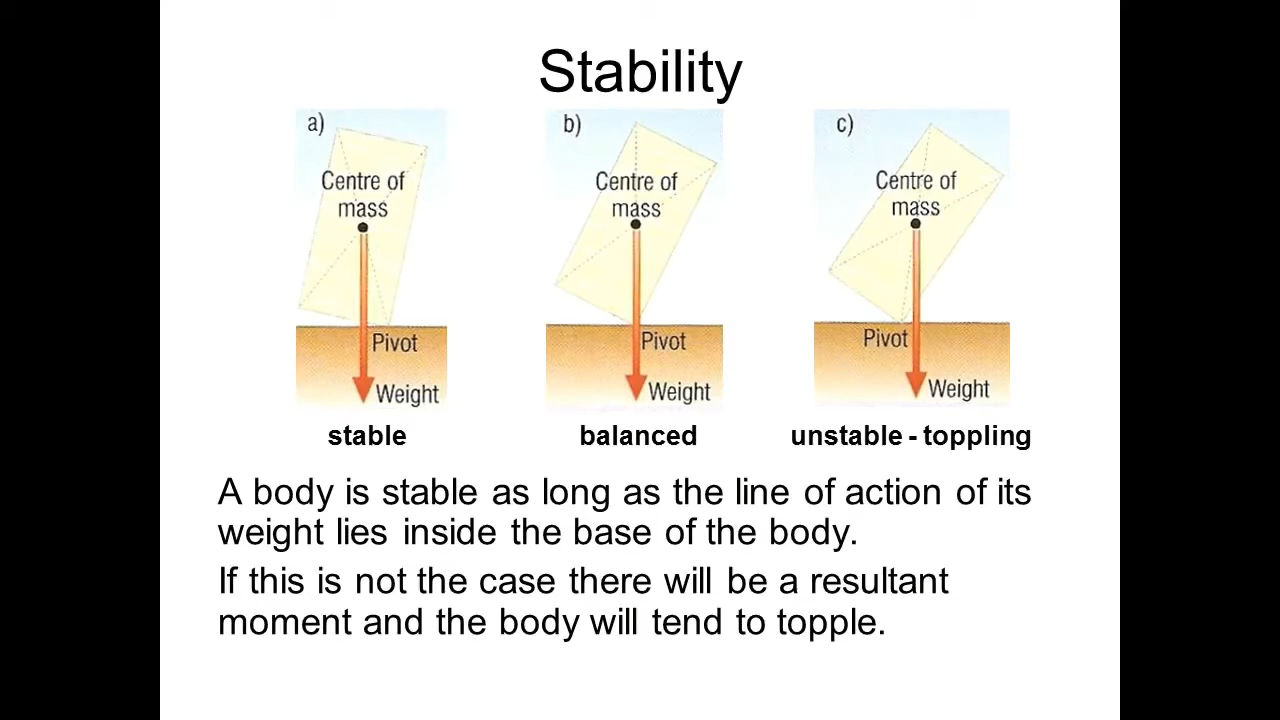 Stability
a)
Centre of
mass
Pivot
Weight
stable
b)
Centre of
mass
Pivot
Weight
balanced
c)
Centre of
mass
Pivot
Weight
unstable - toppling
A body is stable as long as the line of action of its
weight lies inside the base of the body.
If this is not the case there will be a resultant
moment and the body will tend to topple.